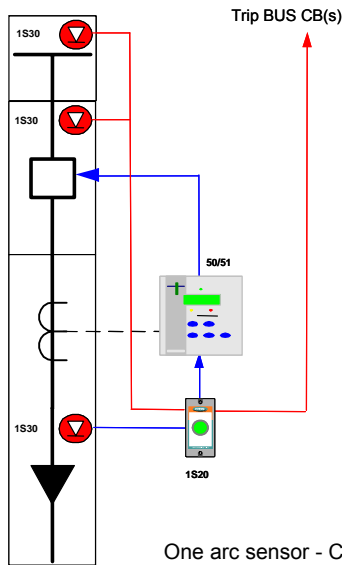 Trip BUS CB(s)
1S30
1S30
50/51
1S30
1S20
One arc sensor - C